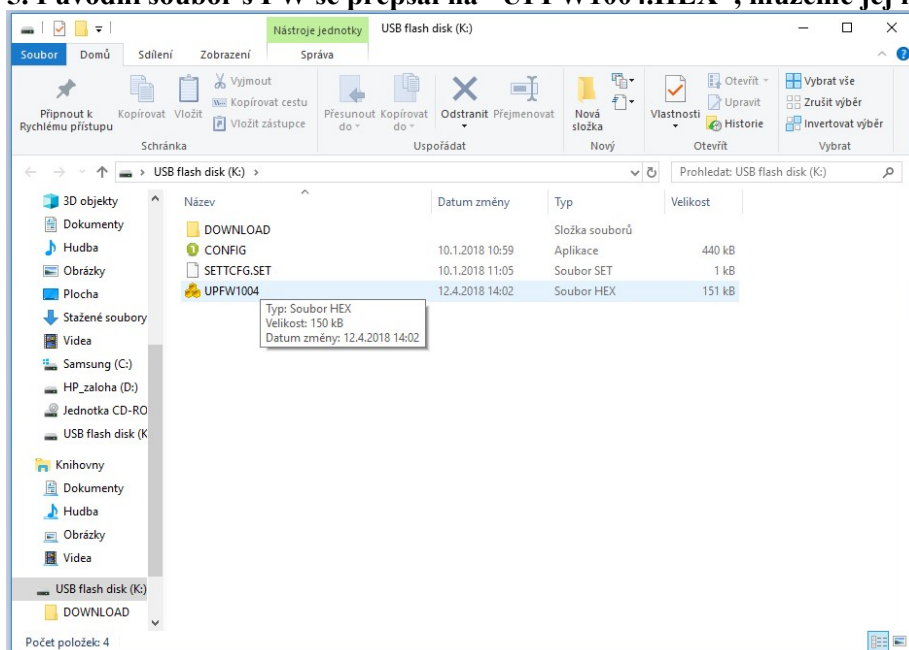 5. Původní soubor s FW se přepsal na "UPFW1004.HEX", můžeme jej
Nástroje jednotky USB flash disk (K:)
Soubor Domů Sdílení Zobrazení Správa
Připnout k Rychlému přístupu
Kopírovat
Vložit
Vyjmout
Kopírovat cestu
Vložit zástupce
Přesunout do
Kopírovat do
Odstranit
Přejmenovat
Nová složka
Vlastnosti
Otevřít
Upravit
Historie
Vybrat vše
Zrušit výběr
Invertovat výběr
Schránka Uspořádat Nový Otevřít Vybrat
USB flash disk (K:)
Prohledat: USB flash disk (K:)
3D objekty
Dokumenty
Hudba
Obrázky
Plocha
Stažené soubory
Videa
Samsung (C:)
HP_zaloha (D:)
Jednotka CD-RO
USB flash disk (K
Knihovny
Dokumenty
Hudba
Obrázky
Videa
USB flash disk (K:)
DOWNLOAD
Název Datum změny Typ Velikost
DOWNLOAD Složka souborů
CONFIG 10.1.2018 10:59 Aplikace 440 kB
SETTCFG.SET 10.1.2018 11:05 Soubor SET 1 kB
UPFW1004 12.4.2018 14:02 Soubor HEX 151 kB
Typ: Soubor HEX
Velikost: 150 kB
Datum změny: 12.4.2018 14:02
Počet položek: 4